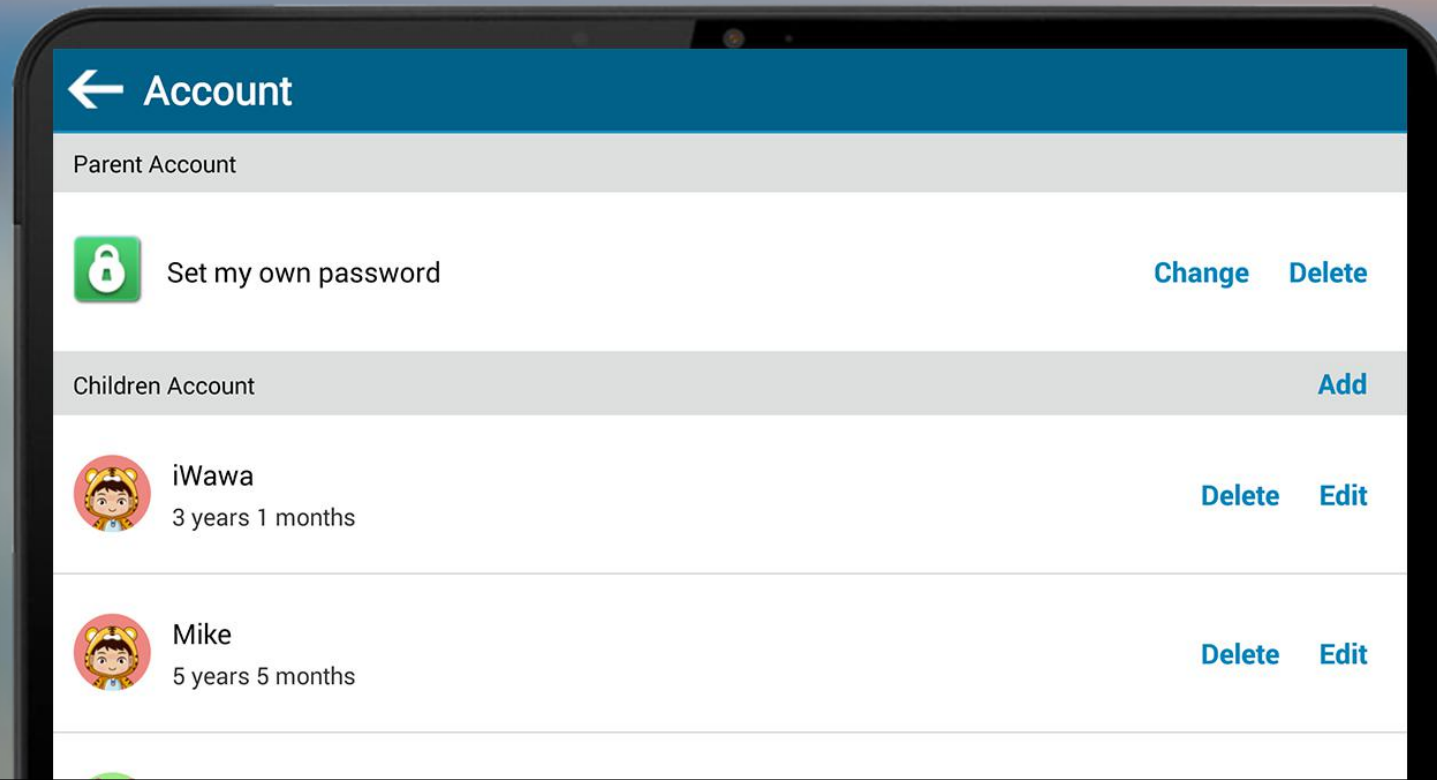 Account
Parent Account
Set my own password
Change Delete
Children Account
Add
iWawa
3 years 1 months
Delete Edit
Mike
5 years 5 months
Delete Edit